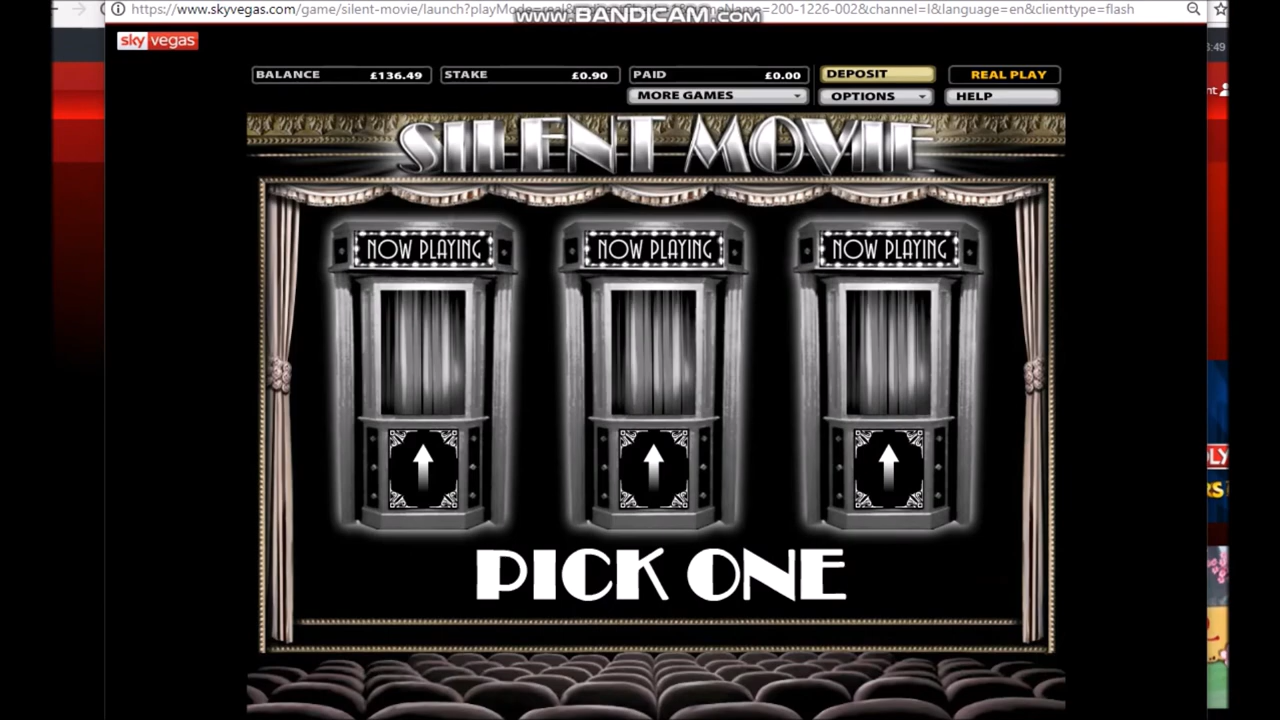 https://www.skyvegas.com/game/silent-movie/launch?playMode=real
Name=200-1226-002&channel=I&language=en&clienttype=flash
www.BANDICAM.com
sky vegas
:49
BALANCE £136.49
STAKE £0.90
PAID £0.00
DEPOSIT
REAL PLAY
MORE GAMES
OPTIONS
HELP
SILENT MOVIE
NOW PLAYING
NOW PLAYING
NOW PLAYING
PICK ONE